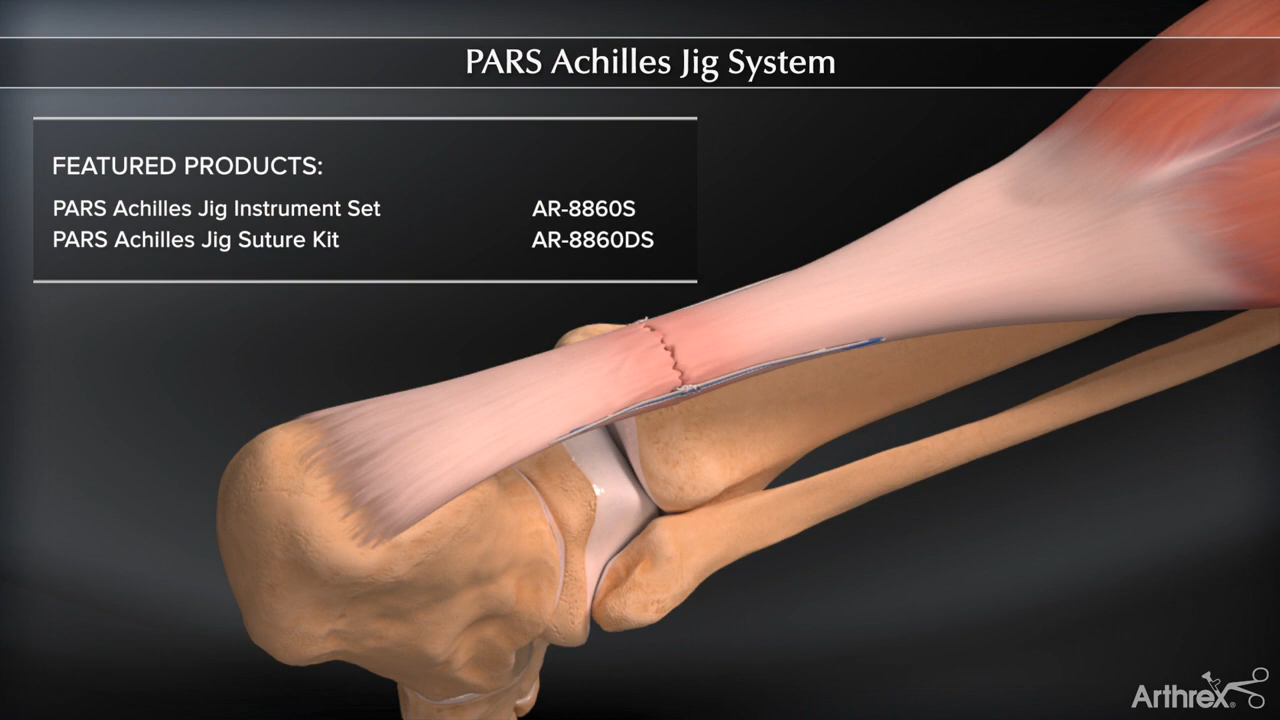 PARS Achilles Jig System
FEATURED PRODUCTS:
PARS Achilles Jig Instrument Set AR-8860S
PARS Achilles Jig Suture Kit AR-8860DS
Arthrex®